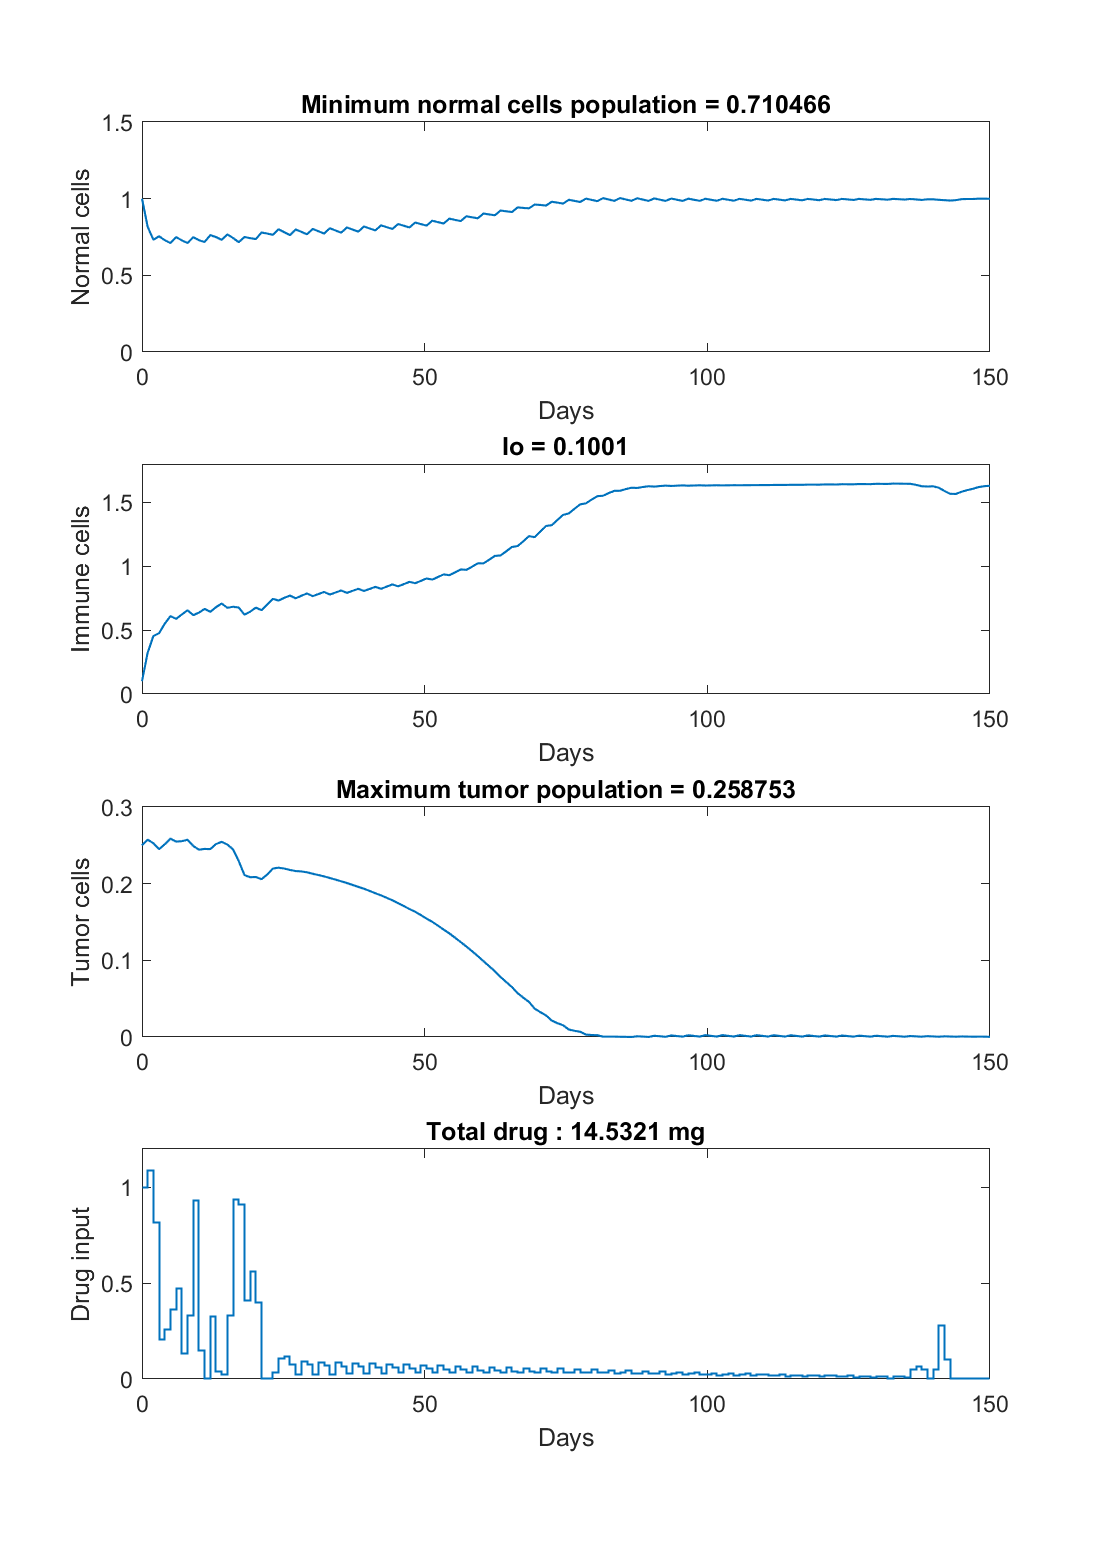 Minimum normal cells population = 0.710466
1.5
1
0.5
0
Normal cells
0 50 100 150
Days
Io = 0.1001
1.5
1
0.5
0
Immune cells
0 50 100 150
Days
Maximum tumor population = 0.258753
0.3
0.2
0.1
0
Tumor cells
0 50 100 150
Days
Total drug : 14.5321 mg
1
0.5
0
Drug input
0 50 100 150
Days